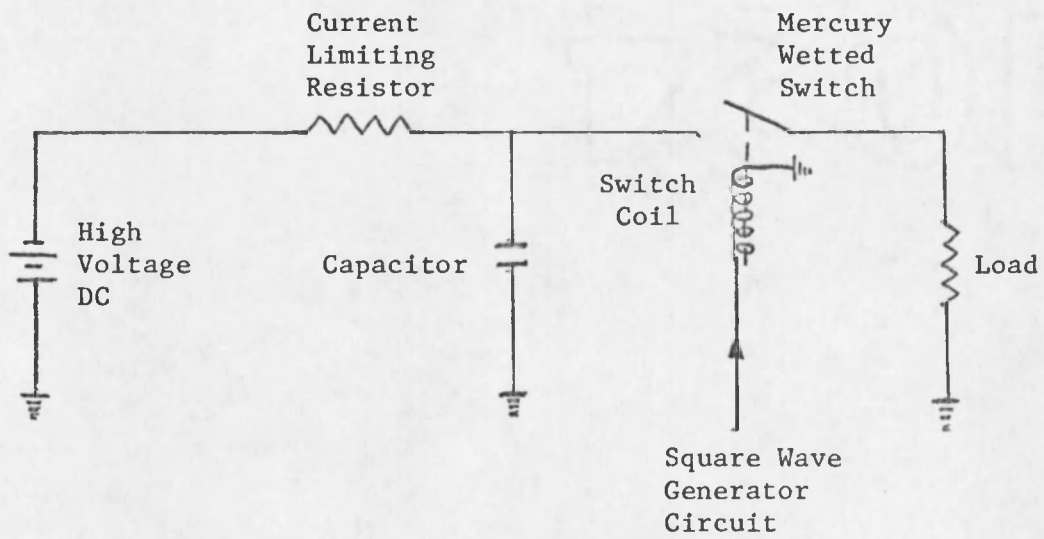 Current
Limiting
Resistor
Mercury
Wetted
Switch
Switch
Coil
High
Voltage
DC
Capacitor
Load
Square Wave
Generator
Circuit